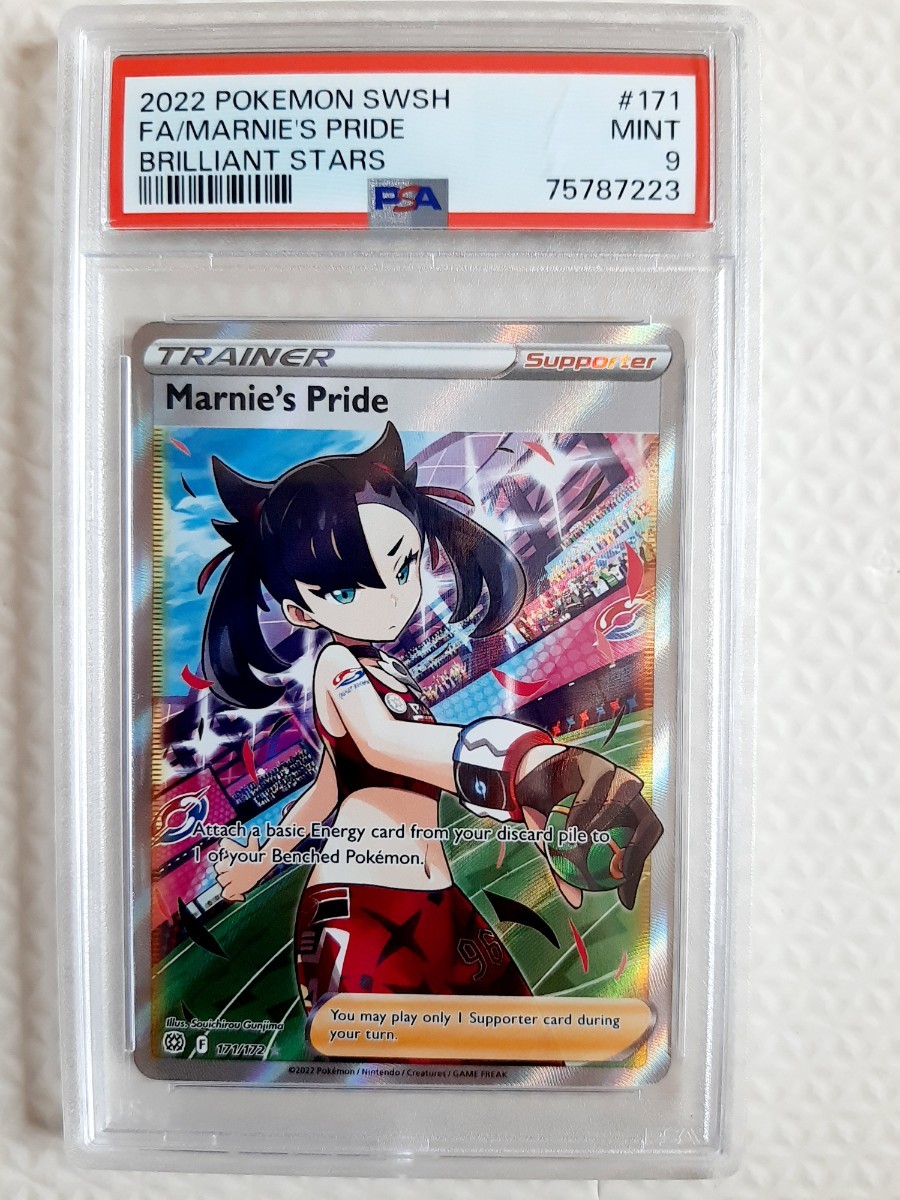 2022 POKEMON SWSH #171
FA/MARNIE'S PRIDE MINT
BRILLIANT STARS 9
PSA 75787223
TRAINER Supporter
Marnie's Pride
Attach a basic Energy card from your discard pile to
1 of your Benched Pokémon.
96
You may play only 1 Supporter card during
your turn.
Illus. Souichirou Gunjima
F 171/172
©2022 Pokémon / Nintendo / Creatures / GAME FREAK